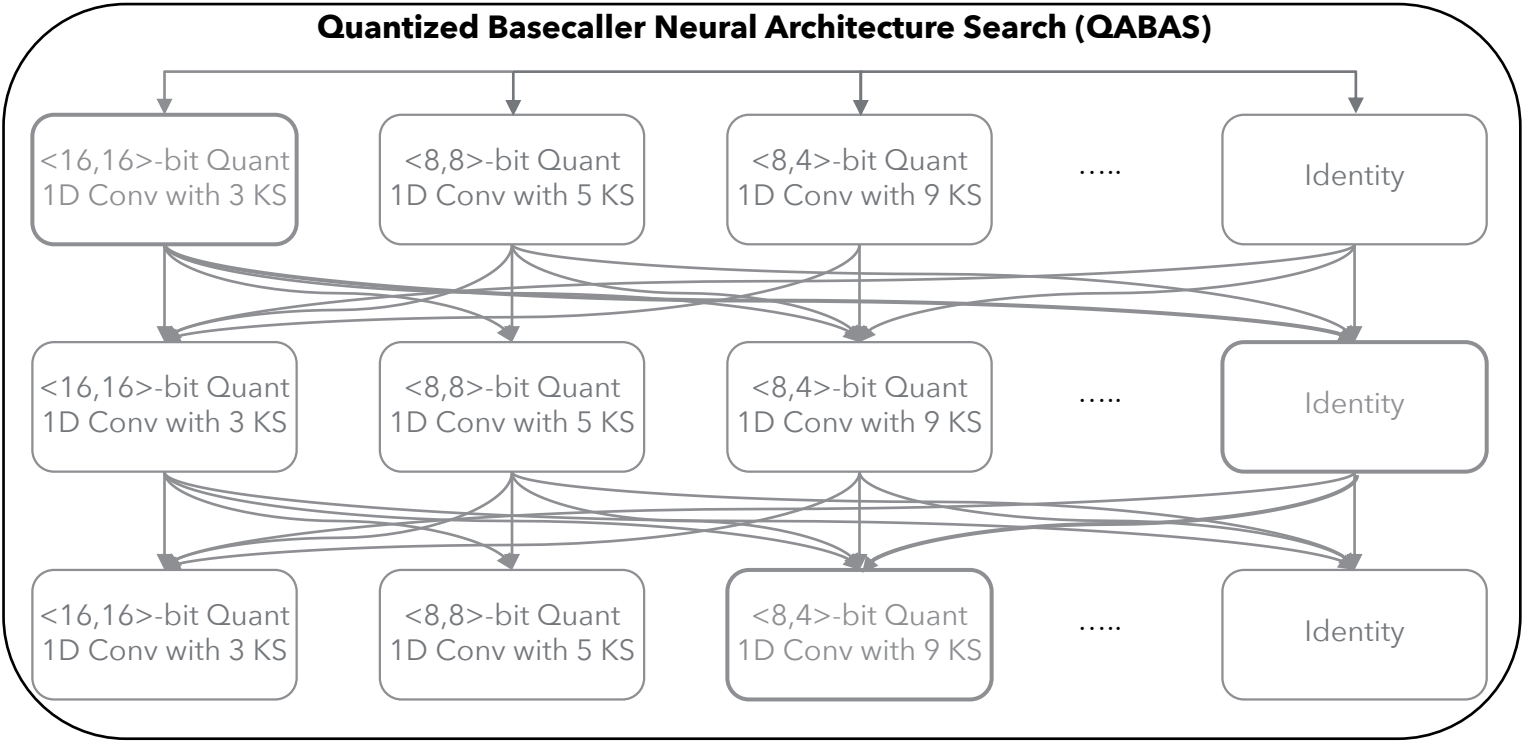 Quantized Basecaller Neural Architecture Search (QABAS)
<16,16>-bit Quant
1D Conv with 3 KS
<8,8>-bit Quant
1D Conv with 5 KS
<8,4>-bit Quant
1D Conv with 9 KS
.....
Identity
<16,16>-bit Quant
1D Conv with 3 KS
<8,8>-bit Quant
1D Conv with 5 KS
<8,4>-bit Quant
1D Conv with 9 KS
.....
Identity
<16,16>-bit Quant
1D Conv with 3 KS
<8,8>-bit Quant
1D Conv with 5 KS
<8,4>-bit Quant
1D Conv with 9 KS
.....
Identity